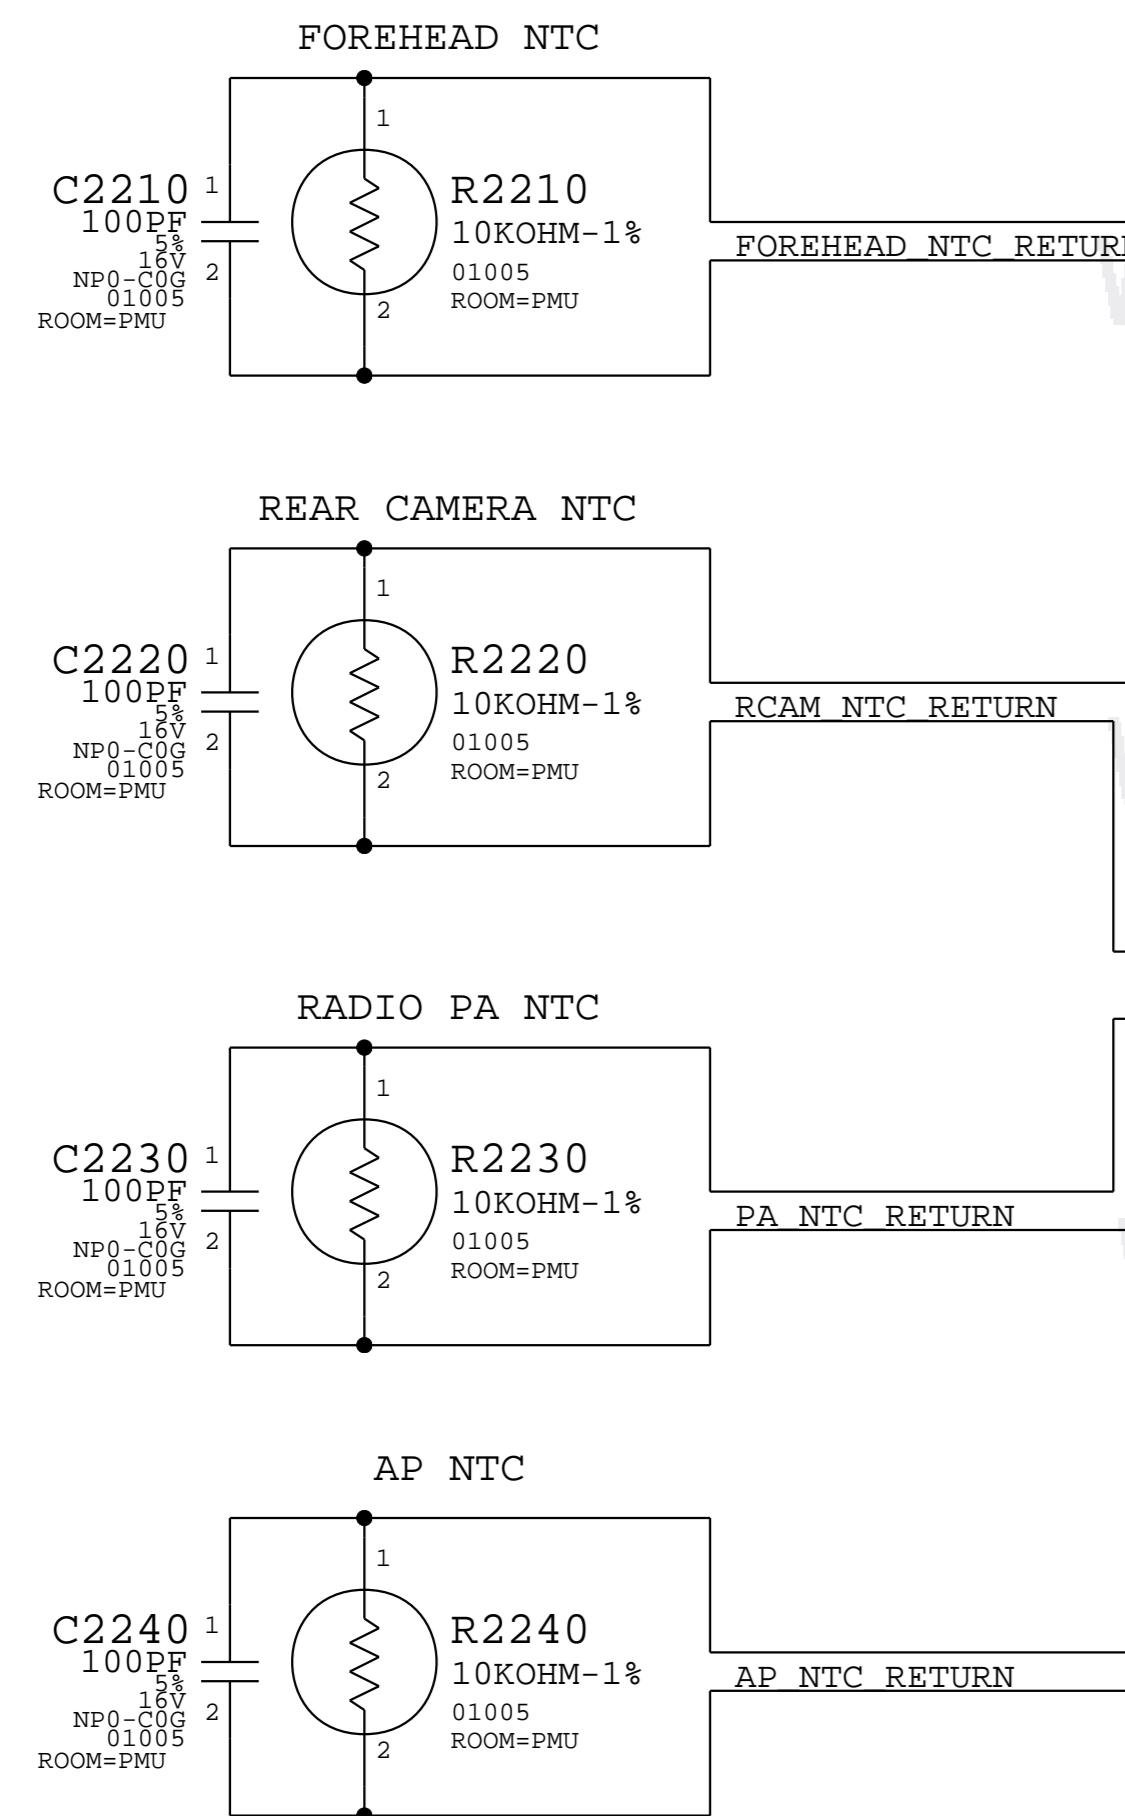 FOREHEAD NTC
1
C2210 1
100PF
5%
16V
NP0-C0G
01005
ROOM=PMU
2
R2210
10KOHM-1%
01005
ROOM=PMU
2
FOREHEAD_NTC_RETURN
REAR CAMERA NTC
1
C2220 1
100PF
5%
16V
NP0-C0G
01005
ROOM=PMU
2
R2220
10KOHM-1%
01005
ROOM=PMU
2
RCAM_NTC_RETURN
RADIO PA NTC
1
C2230 1
100PF
5%
16V
NP0-C0G
01005
ROOM=PMU
2
R2230
10KOHM-1%
01005
ROOM=PMU
2
PA_NTC_RETURN
AP NTC
1
C2240 1
100PF
5%
16V
NP0-C0G
01005
ROOM=PMU
2
R2240
10KOHM-1%
01005
ROOM=PMU
2
AP_NTC_RETURN